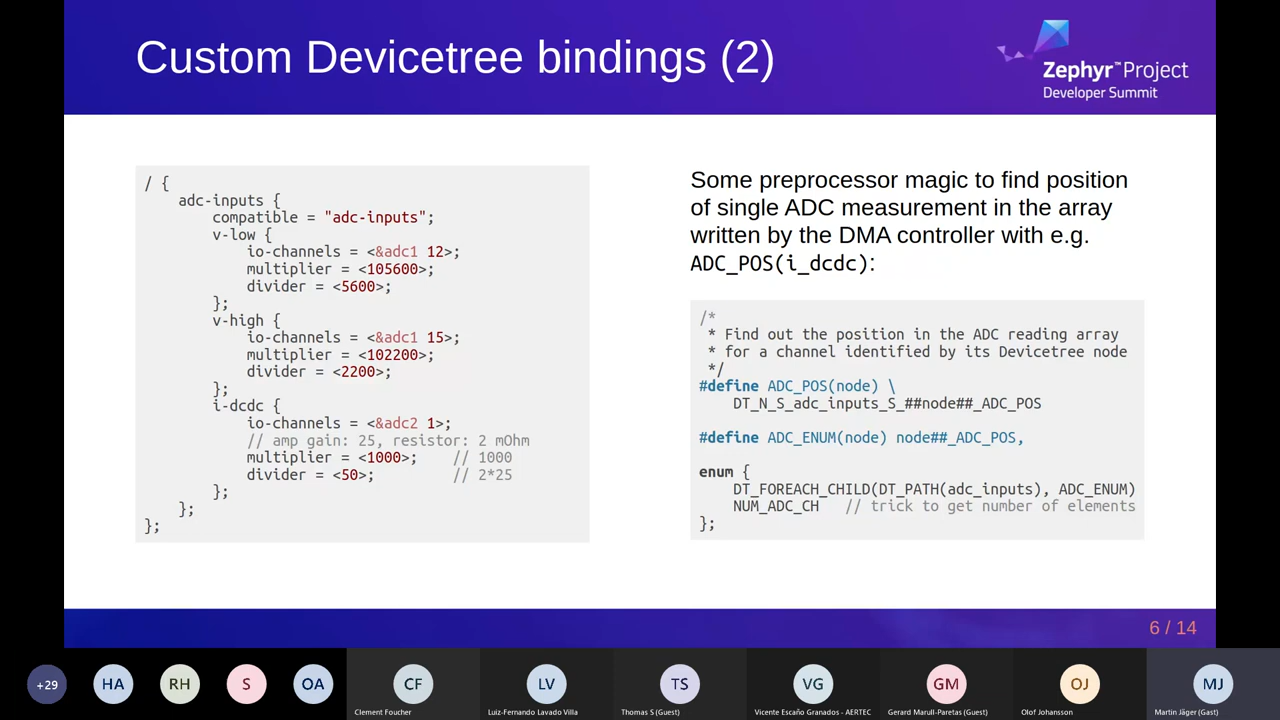 Custom Devicetree bindings (2)
Zephyr™Project
Developer Summit
/ {
    adc-inputs {
        compatible = "adc-inputs";
        v-low {
            io-channels = <&adc1 12>;
            multiplier = <105600>;
            divider = <5600>;
        };
        v-high {
            io-channels = <&adc1 15>;
            multiplier = <102200>;
            divider = <2200>;
        };
        i-dcdc {
            io-channels = <&adc2 1>;
            // amp gain: 25, resistor: 2 mOhm
            multiplier = <1000>;    // 1000
            divider = <50>;         // 2*25
        };
    };
};
Some preprocessor magic to find position
of single ADC measurement in the array
written by the DMA controller with e.g.
ADC_POS(i_dcdc):
/*
 * Find out the position in the ADC reading array
 * for a channel identified by its Devicetree node
 */
#define ADC_POS(node) \
    DT_N_S_adc_inputs_S_##node##_ADC_POS
#define ADC_ENUM(node) node##_ADC_POS,
enum {
    DT_FOREACH_CHILD(DT_PATH(adc_inputs), ADC_ENUM)
    NUM_ADC_CH   // trick to get number of elements
};
6 / 14
+29
HA
RH
S
OA
CF
LV
TS
VG
GM
OJ
MJ
Clement Foucher
Luiz-Fernando Lavado Villa
Thomas S (Guest)
Vicente Escaño Granados - AERTEC
Gerard Marull-Paretas (Guest)
Olof Johansson
Martin Jäger (Gast)